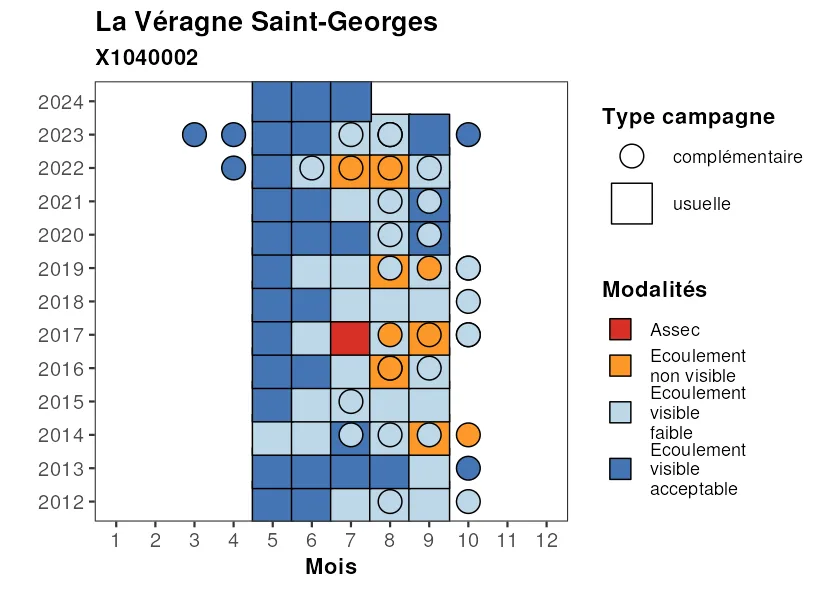 La Véragne Saint-Georges
X1040002
2024
2023
2022
2021
2020
2019
2018
2017
2016
2015
2014
2013
2012
1 2 3 4 5 6 7 8 9 10 11 12
Mois
Type campagne
complémentaire
usuelle
Modalités
Assec
Ecoulement
non visible
Ecoulement
visible
faible
Ecoulement
visible
acceptable